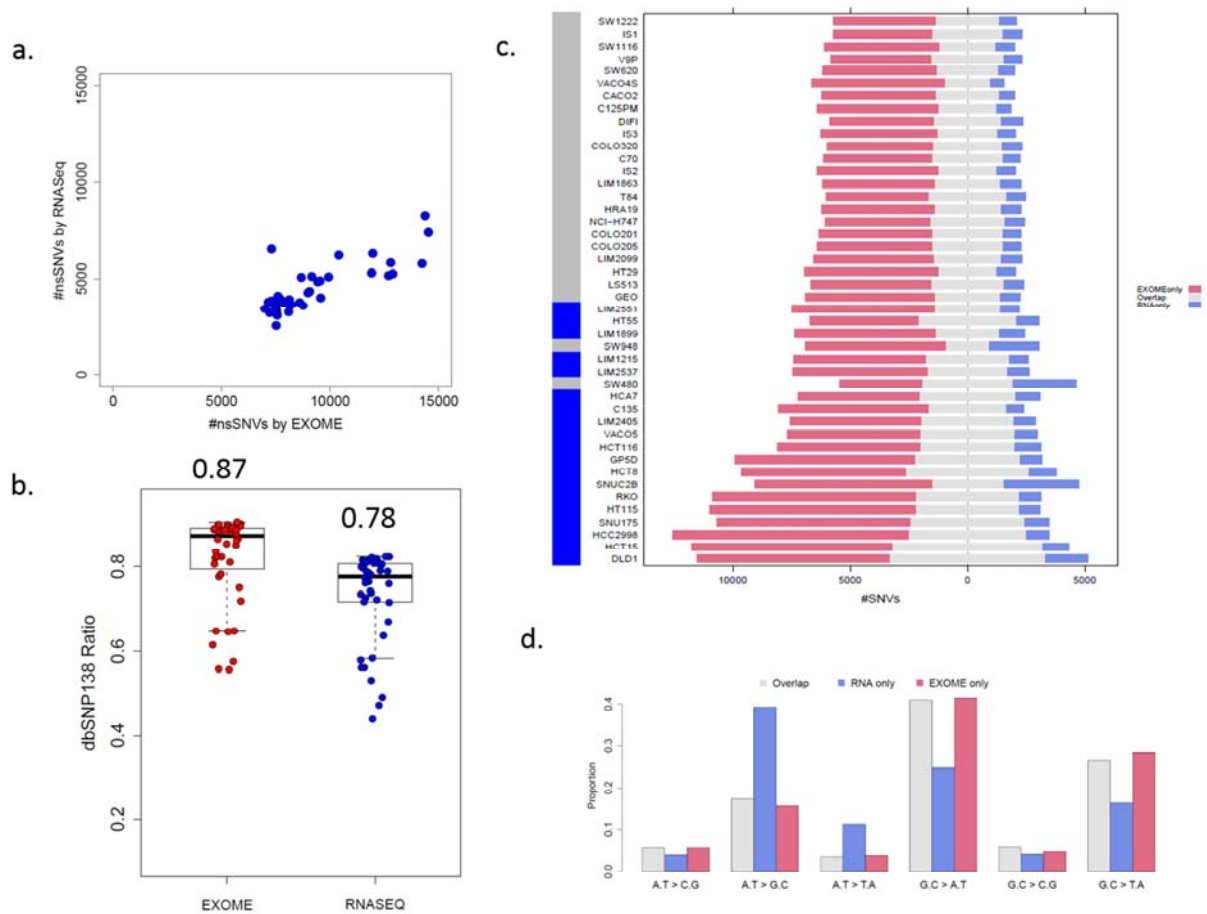 a.
#nsSNVs by RNASeq
15000
10000
5000
0
0 5000 10000 15000
#nsSNVs by EXOME
b.
0.87
0.78
dbSNP138 Ratio
0.8
0.6
0.4
0.2
EXOME RNASEQ
c.
SW1222
IS1
SW1116
V9P
SW620
VACO4S
CACO2
C125PM
DIFI
IS3
COLO320
C70
IS2
LIM1863
T84
HRA19
NCI-H747
COLO201
COLO205
LIM2099
HT29
LS513
GEO
LIM2551
HT55
LIM1899
SW948
LIM1215
LIM2537
SW480
HCA7
C135
LIM2405
VACO5
HCT116
GP5D
HCT8
SNUC2B
RKO
HT115
SNU175
HCC2998
HCT15
DLD1
10000 5000 0 5000
#SNVs
EXOMEonly
Overlap
RNAonly
d.
Overlap RNA only EXOME only
Proportion
0.4
0.3
0.2
0.1
0.0
A.T > C.G A.T > G.C A.T > T.A G.C > A.T G.C > C.G G.C > T.A